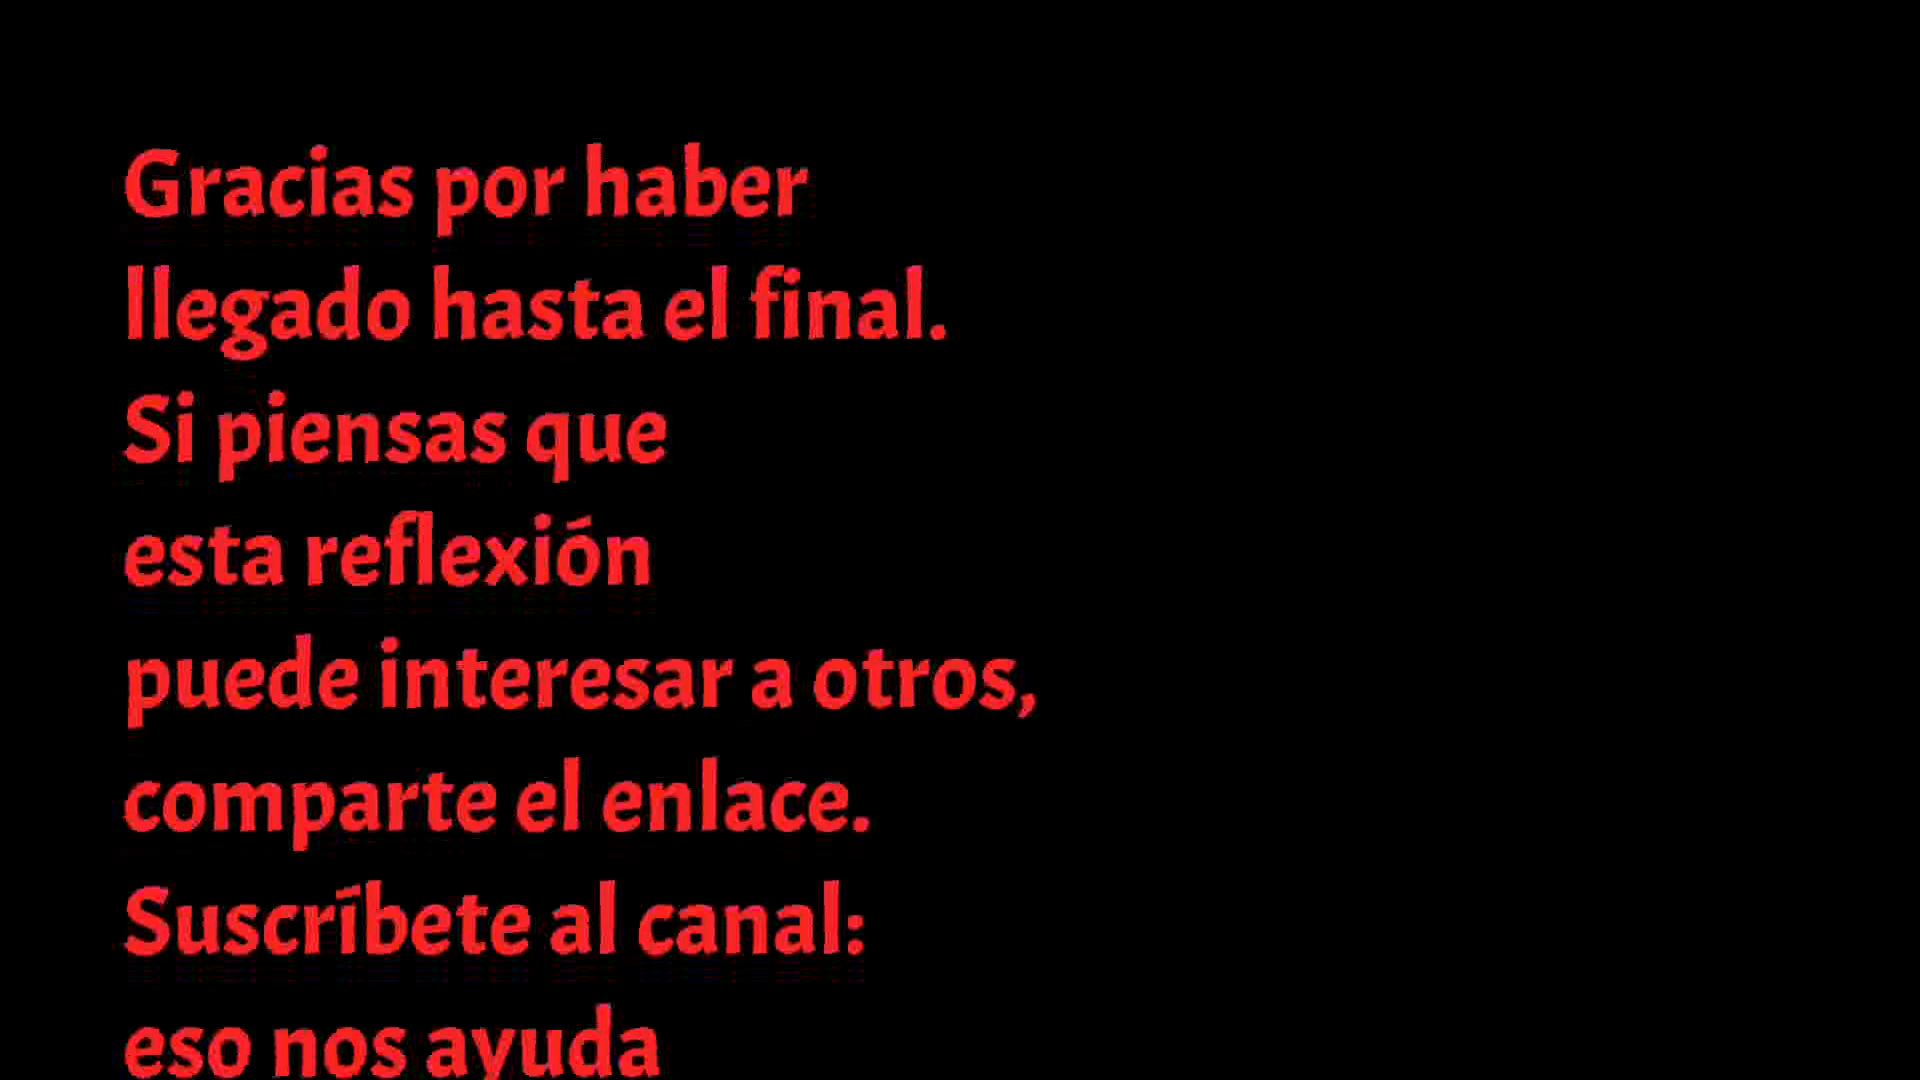 Gracias por haber
llegado hasta el final.
Si piensas que
esta reflexión
puede interesar a otros,
comparte el enlace.
Suscríbete al canal:
eso nos ayuda